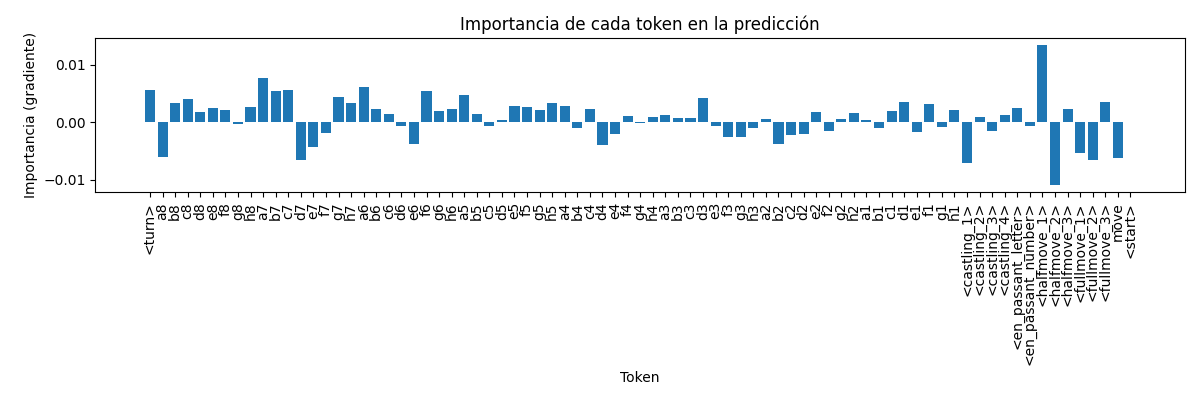 Importancia de cada token en la predicción
Importancia (gradiente)
0.01
0.00
−0.01
<turn>
a8
b8
c8
d8
e8
f8
g8
h8
a7
b7
c7
d7
e7
f7
g7
h7
a6
b6
c6
d6
e6
f6
g6
h6
a5
b5
c5
d5
e5
f5
g5
h5
a4
b4
c4
d4
e4
f4
g4
h4
a3
b3
c3
d3
e3
f3
g3
h3
a2
b2
c2
d2
e2
f2
g2
h2
a1
b1
c1
d1
e1
f1
g1
h1
<castling_1>
<castling_2>
<castling_3>
<castling_4>
<en_passant_letter>
<en_passant_number>
<halfmove_1>
<halfmove_2>
<halfmove_3>
<fullmove_1>
<fullmove_2>
<fullmove_3>
move
<start>
Token